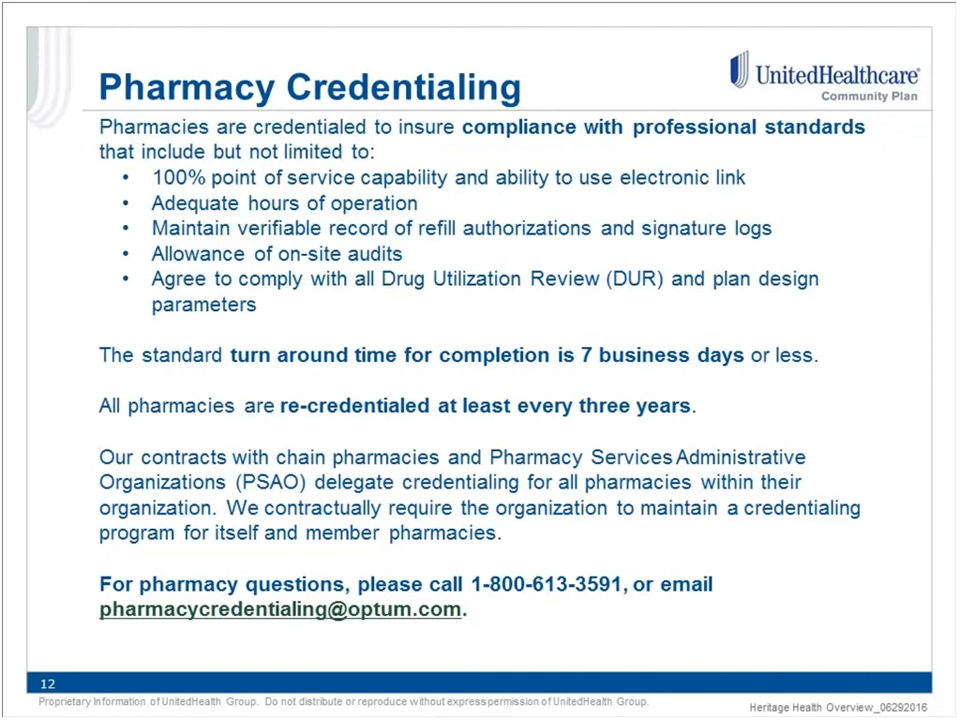 Pharmacy Credentialing
UnitedHealthcare®
Community Plan
Pharmacies are credentialed to insure compliance with professional standards
that include but not limited to:
• 100% point of service capability and ability to use electronic link
• Adequate hours of operation
• Maintain verifiable record of refill authorizations and signature logs
• Allowance of on-site audits
• Agree to comply with all Drug Utilization Review (DUR) and plan design
parameters
The standard turn around time for completion is 7 business days or less.
All pharmacies are re-credentialed at least every three years.
Our contracts with chain pharmacies and Pharmacy Services Administrative
Organizations (PSAO) delegate credentialing for all pharmacies within their
organization. We contractually require the organization to maintain a credentialing
program for itself and member pharmacies.
For pharmacy questions, please call 1-800-613-3591, or email
pharmacycredentialing@optum.com.
12
Proprietary Information of UnitedHealth Group. Do not distribute or reproduce without express permission of UnitedHealth Group.
Heritage Health Overview_06292016